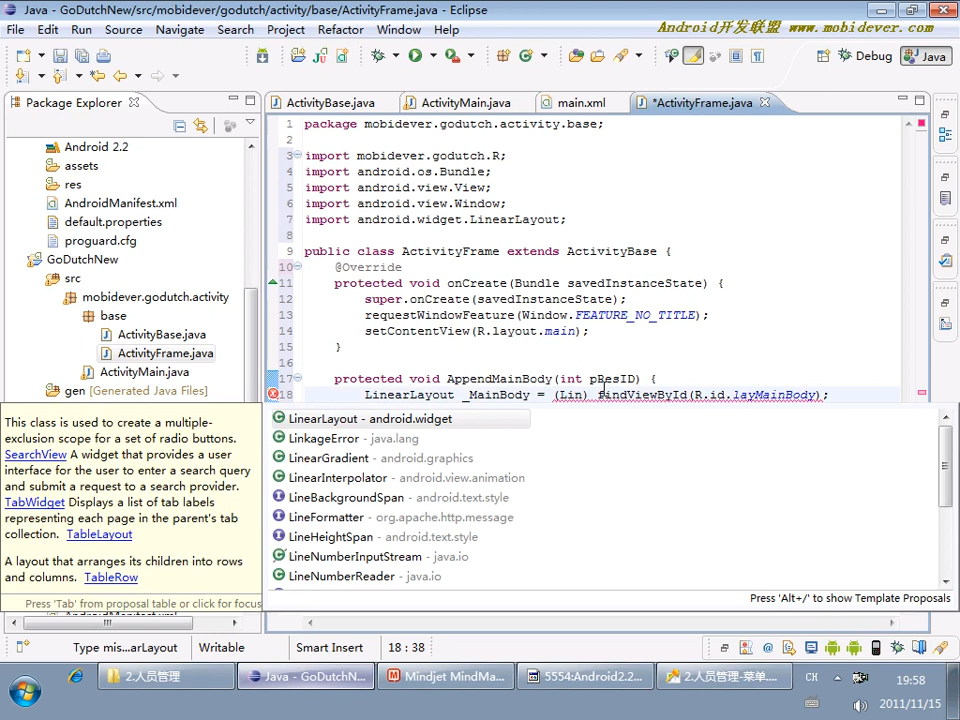 Java - GoDutchNew/src/mobidever/godutch/activity/base/ActivityFrame.java - Eclipse
File Edit Source Navigate Search Project Refactor Window Help
Android开发联盟 www.mobidever.com
Debug
Java
Package Explorer
ActivityBase.java
ActivityMain.java
main.xml
*ActivityFrame.java
Android 2.2
assets
res
AndroidManifest.xml
default.properties
proguard.cfg
GoDutchNew
src
mobidever.godutch.activity
base
ActivityBase.java
ActivityFrame.java
ActivityMain.java
gen [Generated Java Files]
1 package mobidever.godutch.activity.base;
2
3 import mobidever.godutch.R;
4 import android.os.Bundle;
5 import android.view.View;
6 import android.view.Window;
7 import android.widget.LinearLayout;
8
9 public class ActivityFrame extends ActivityBase {
10 @Override
11 protected void onCreate(Bundle savedInstanceState) {
12 super.onCreate(savedInstanceState);
13 requestWindowFeature(Window.FEATURE_NO_TITLE);
14 setContentView(R.layout.main);
15 }
16
17 protected void AppendMainBody(int pResID) {
18 LinearLayout _MainBody = (Lin) findViewById(R.id.layMainBody);
This class is used to create a multiple-
exclusion scope for a set of radio buttons.
SearchView A widget that provides a user
interface for the user to enter a search query
and submit a request to a search provider.
TabWidget Displays a list of tab labels
representing each page in the parent's tab
collection. TableLayout
A layout that arranges its children into rows
and columns. TableRow
Press 'Tab' from proposal table or click for focus
LinearLayout - android.widget
LinkageError - java.lang
LinearGradient - android.graphics
LinearInterpolator - android.view.animation
LineBackgroundSpan - android.text.style
LineFormatter - org.apache.http.message
LineHeightSpan - android.text.style
LineNumberInputStream - java.io
LineNumberReader - java.io
Press 'Alt+/' to show Template Proposals
Type mis...arLayout
Writable
Smart Insert
18 : 38
2.人员管理
Java - GoDutchN...
Mindjet MindMa...
5554:Android2.2...
2.人员管理-菜单....
CH
19:58
2011/11/15